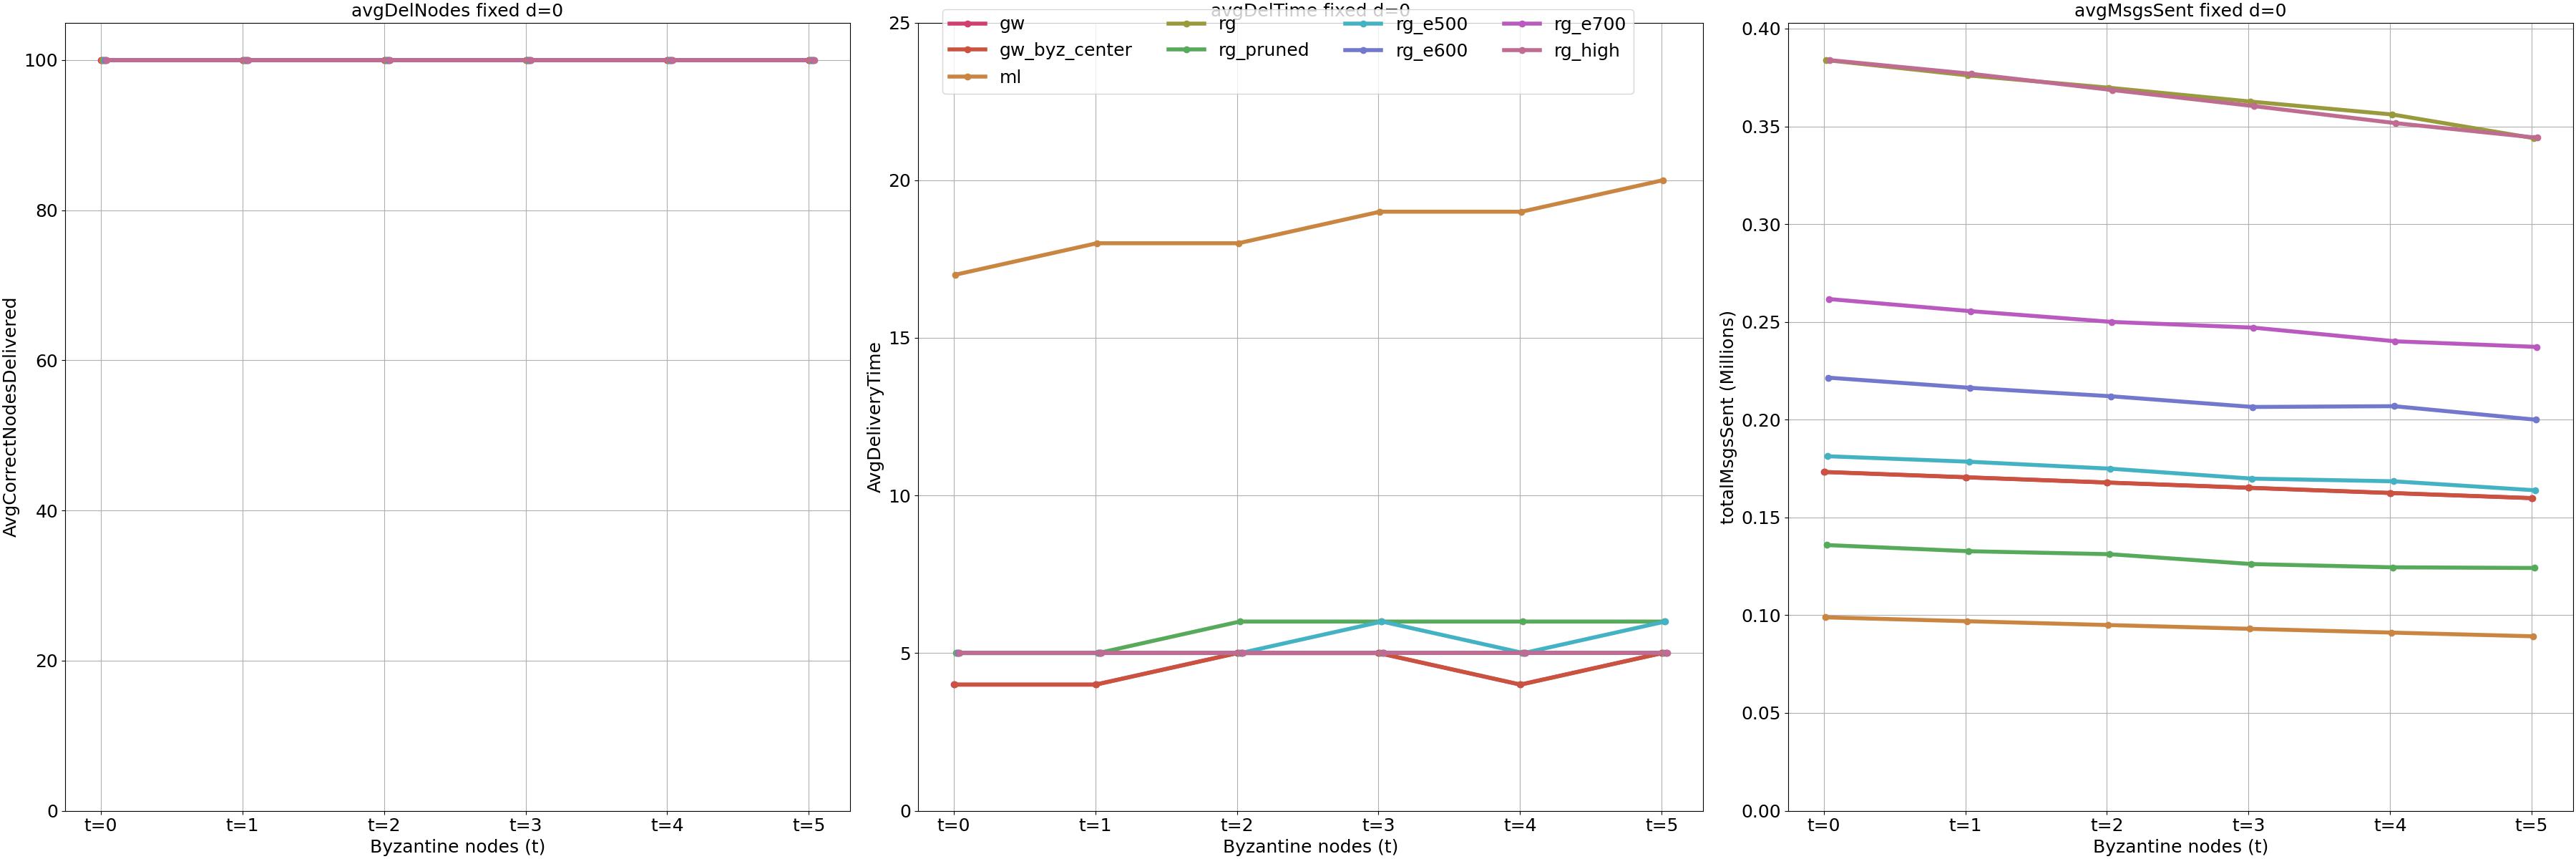 avgDelNodes fixed d=0
AvgCorrectNodesDelivered
100
80
60
40
20
0
t=0 t=1 t=2 t=3 t=4 t=5
Byzantine nodes (t)
avgDelTime fixed d=0
gw rg rg_e500 rg_e700
gw_byz_center rg_pruned rg_e600 rg_high
ml
AvgDeliveryTime
25
20
15
10
5
0
t=0 t=1 t=2 t=3 t=4 t=5
Byzantine nodes (t)
avgMsgsSent fixed d=0
totalMsgsSent (Millions)
0.40
0.35
0.30
0.25
0.20
0.15
0.10
0.05
0.00
t=0 t=1 t=2 t=3 t=4 t=5
Byzantine nodes (t)